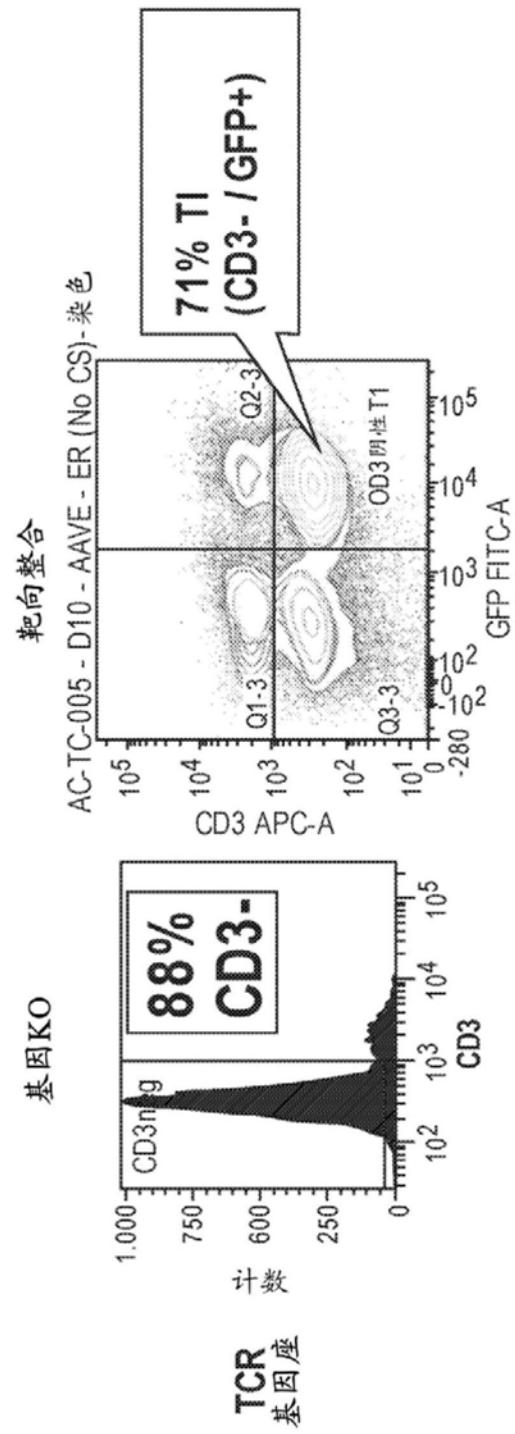 TCR
基因座
基因KO
计数
1.000
750
600
250
0
CD3neg
88%
CD3-
10²
10³
10⁴
10⁵
CD3
靶向整合
AC-TC-005 - D10 - AAVE - ER (No CS)-染色
CD3 APC-A
10⁵
10⁴
10³
10²
10¹
0
Q1-3
Q2-3
Q3-3
OD3阴性T1
-280
-10²
0
10²
10³
10⁴
10⁵
GFP FITC-A
71% TI
(CD3- / GFP+)